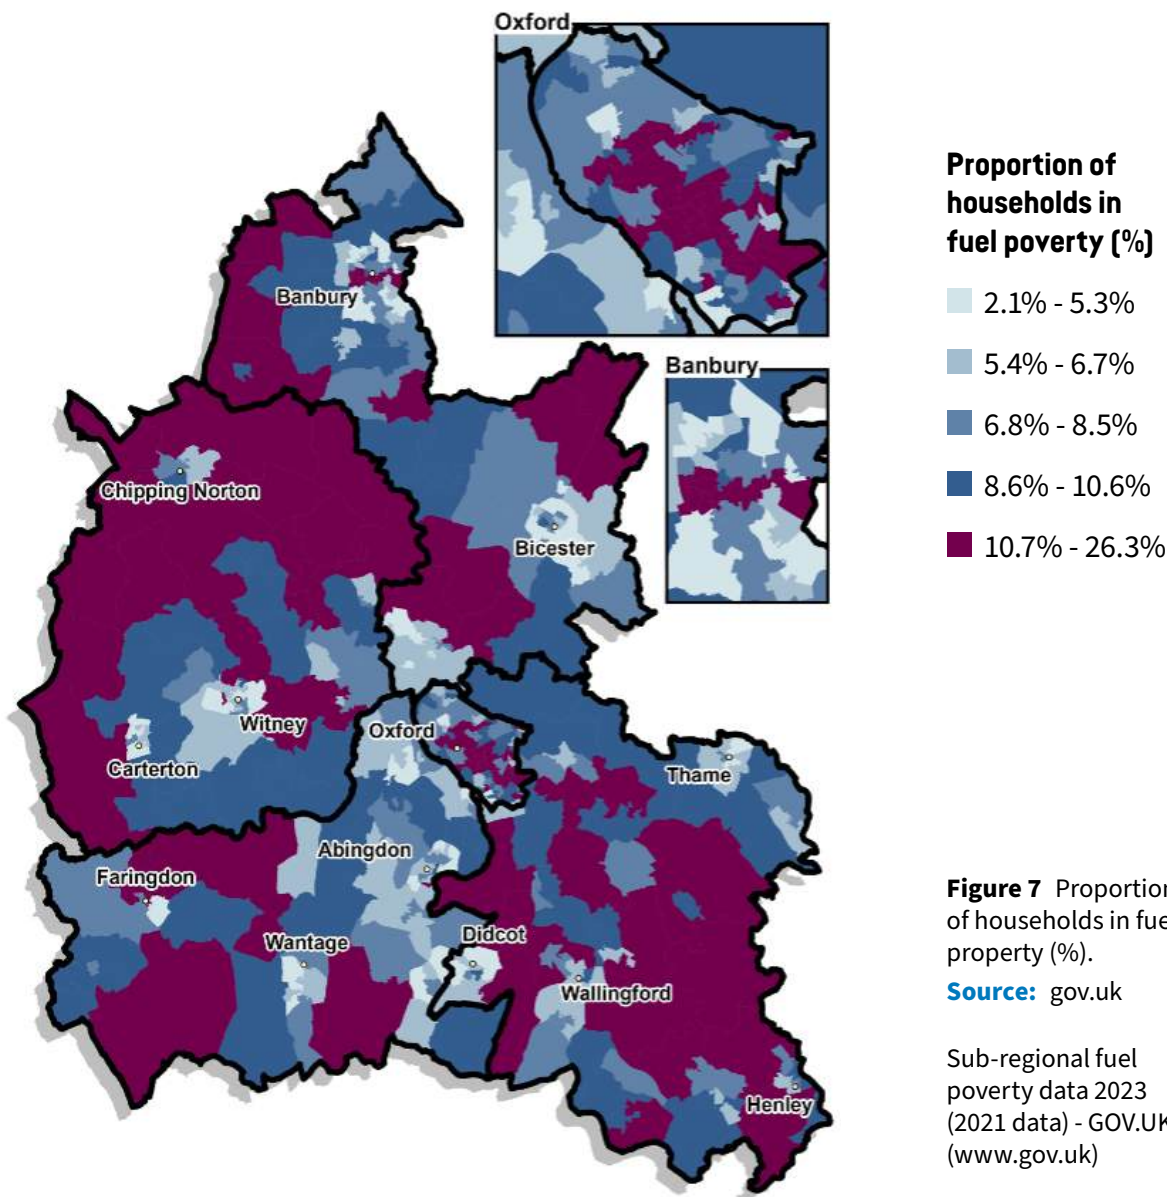 Oxford
Banbury
Banbury
Chipping Norton
Bicester
Witney
Oxford
Carterton
Thame
Abingdon
Faringdon
Wantage
Didcot
Wallingford
Henley
Proportion of
households in
fuel poverty (%)
2.1% - 5.3%
5.4% - 6.7%
6.8% - 8.5%
8.6% - 10.6%
10.7% - 26.3%
Figure 7 Proportion
of households in fue
property (%).
Source: gov.uk
Sub-regional fuel
poverty data 2023
(2021 data) - GOV.UK
(www.gov.uk)